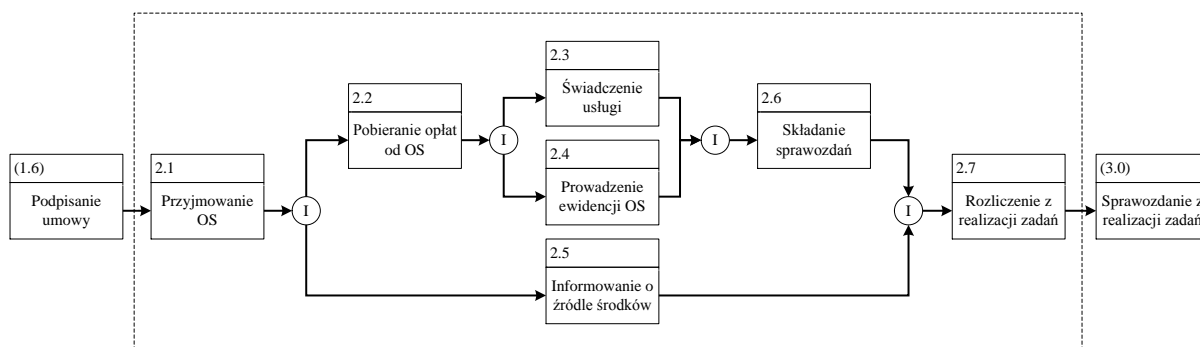 (1.6)
Podpisanie
umowy
2.1
Przyjmowanie
OS
I
2.2
Pobieranie opłat
od OS
I
2.3
Świadczenie
usługi
2.4
Prowadzenie
ewidencji OS
2.5
Informowanie o
źródle środków
I
2.6
Składanie
sprawozdań
I
2.7
Rozliczenie z
realizacji zadań
(3.0)
Sprawozdanie z
realizacji zadań